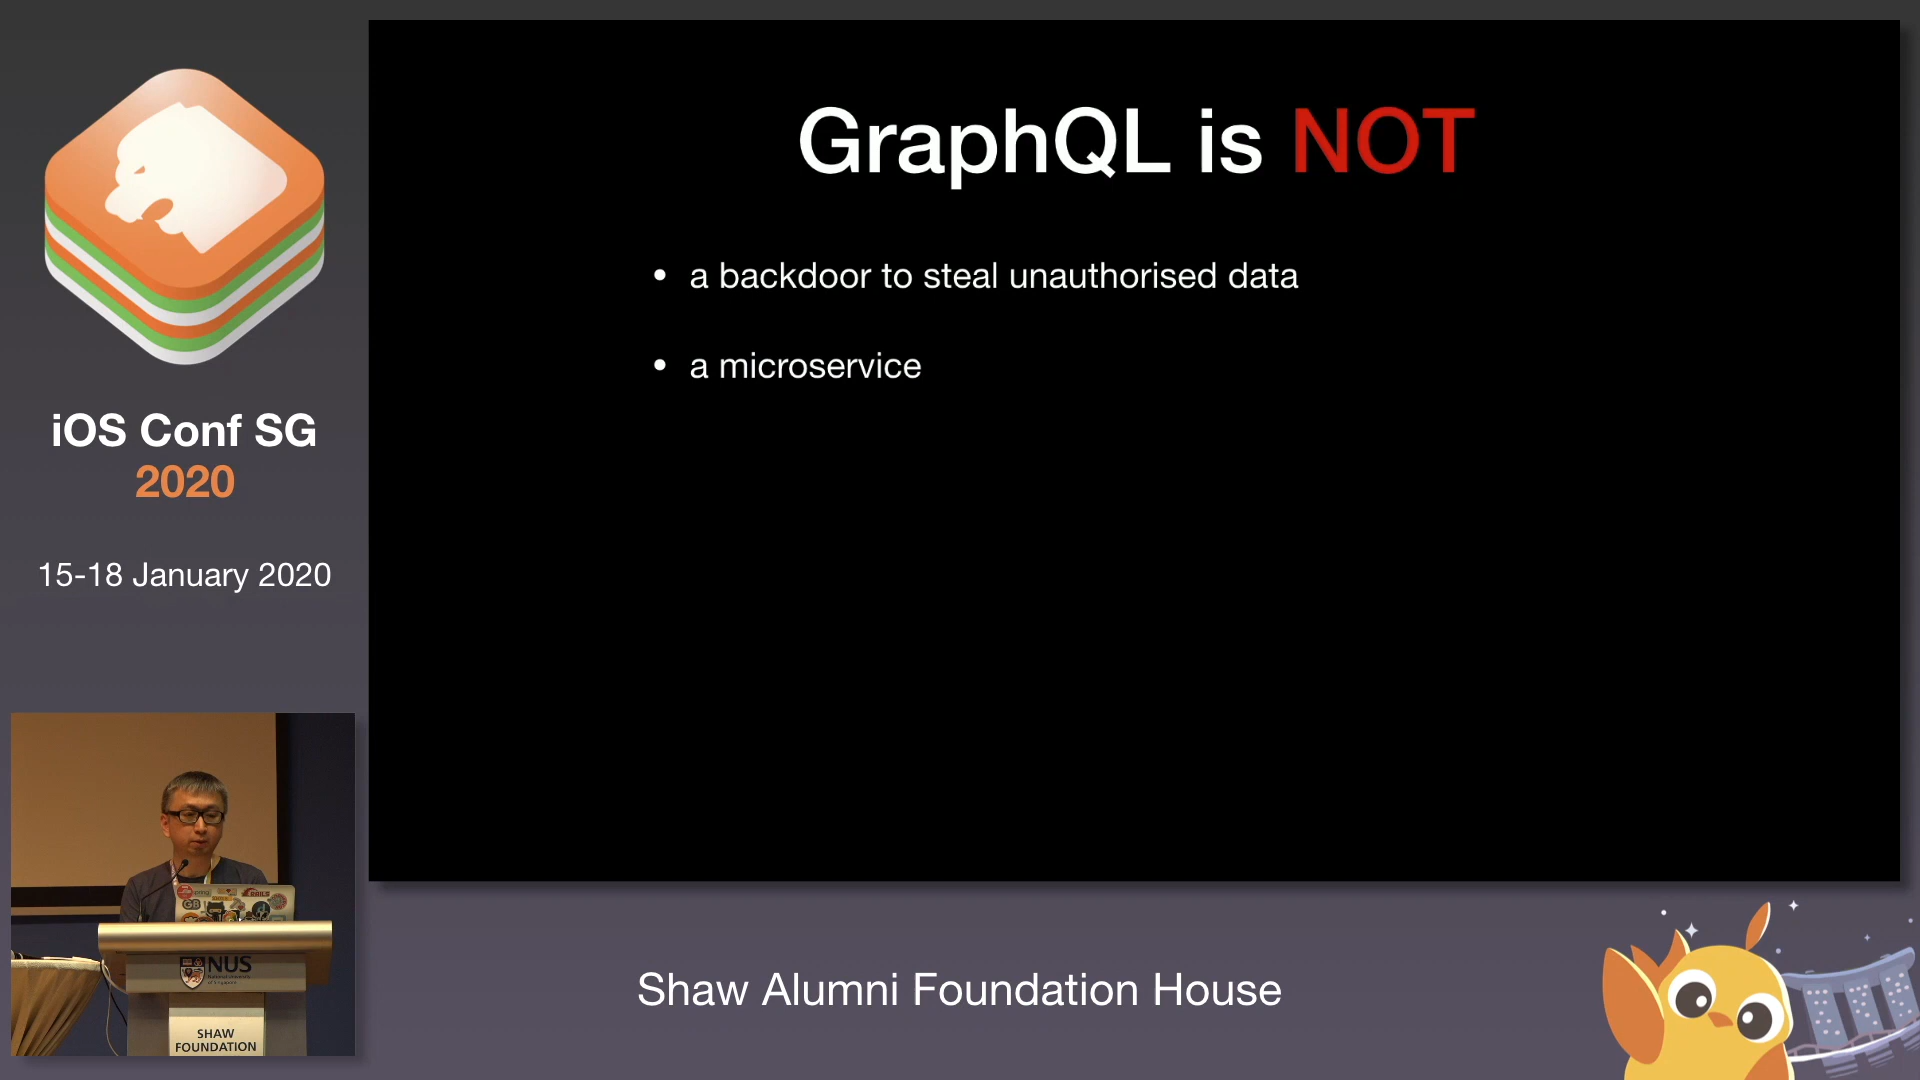 GraphQL is NOT
• a backdoor to steal unauthorised data
• a microservice
iOS Conf SG
2020
15-18 January 2020
NUS
National University
of Singapore
SHAW
FOUNDATION
Shaw Alumni Foundation House